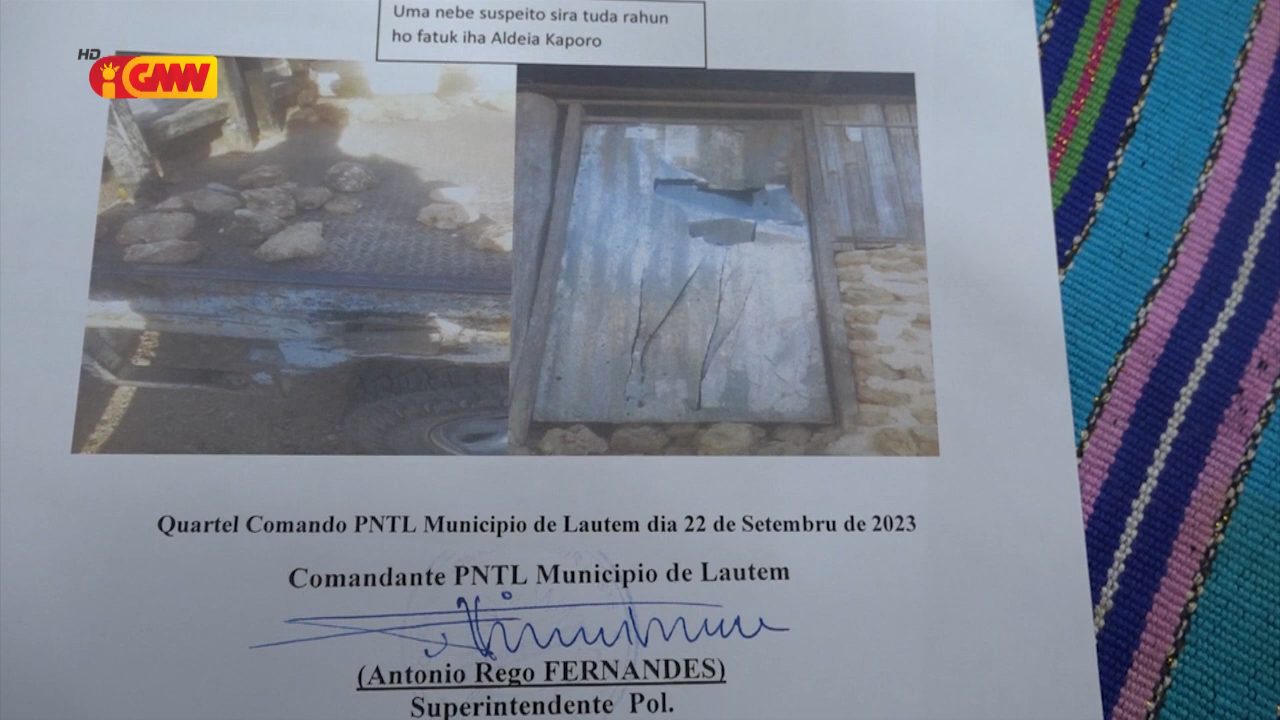 Uma nebe suspeito sira tuda rahun
ho fatuk iha Aldeia Kaporo
HD
GMN
Quartel Comando PNTL Municipio de Lautem dia 22 de Setembru de 2023
Comandante PNTL Municipio de Lautem
(Antonio Rego FERNANDES)
Superintendente Pol.